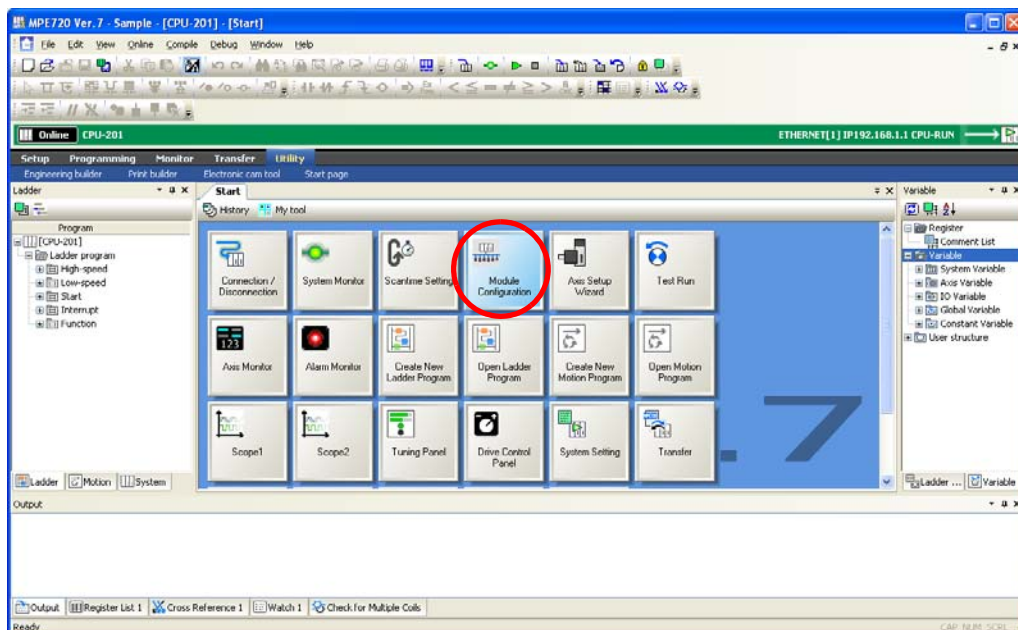 MPE720 Ver. 7 - Sample - [CPU-201] - [Start]
File Edit View Online Compile Debug Window Help
Online CPU-201 ETHERNET[1] IP192.168.1.1 CPU-RUN
Setup Programming Monitor Transfer Utility
Engineering builder Print builder Electronic cam tool Start page
Ladder
Program
[CPU-201]
Ladder program
High-speed
Low-speed
Start
Interrupt
Function
Ladder Motion System
Start
History My tool
Connection / Disconnection
System Monitor
Scantime Setting
Module Configuration
Axis Setup Wizard
Test Run
Axis Monitor
Alarm Monitor
Create New Ladder Program
Open Ladder Program
Create New Motion Program
Open Motion Program
Scope1
Scope2
Tuning Panel
Drive Control Panel
System Setting
Transfer
.7
Variable
Register
Comment List
Variable
System Variable
Axis Variable
IO Variable
Global Variable
Constant Variable
User structure
Ladder ... Variable
Output
Output Register List 1 Cross Reference 1 Watch 1 Check for Multiple Coils
Ready CAP NUM SCRL